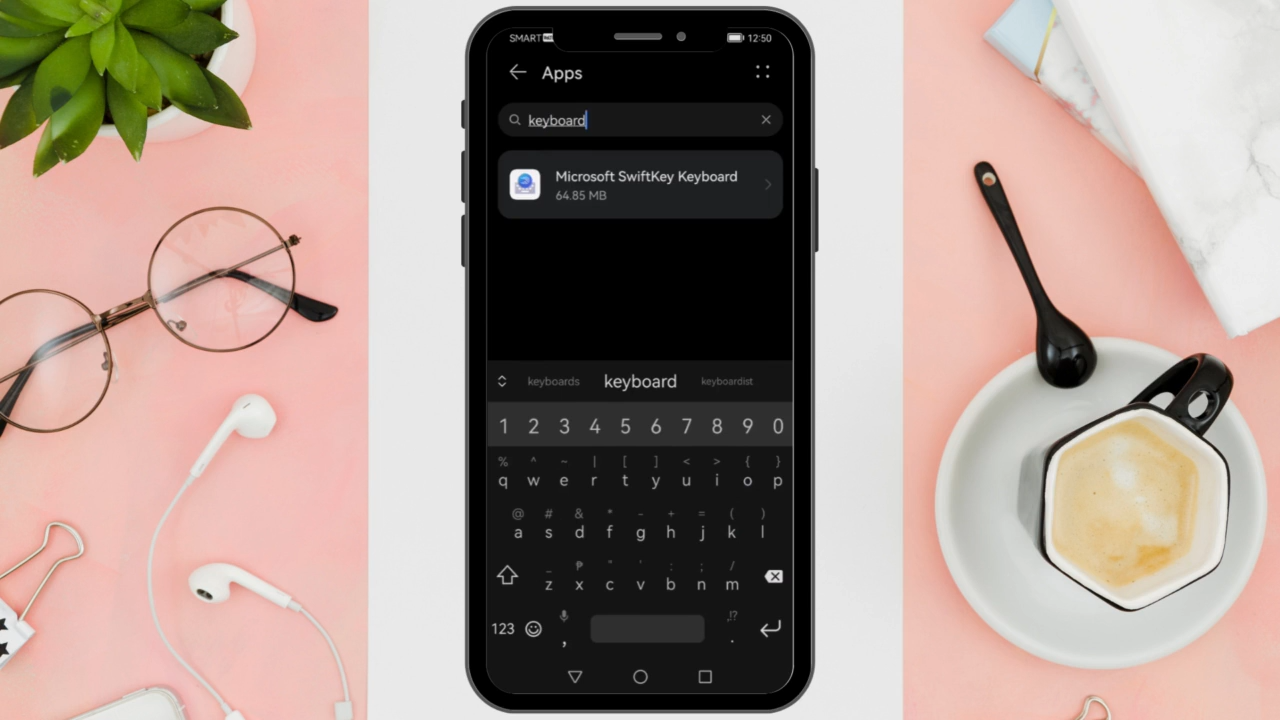 SMART 12:50
Apps
keyboard
Microsoft SwiftKey Keyboard
64.85 MB
keyboards keyboard keyboardist
1 2 3 4 5 6 7 8 9 0
% ^ ~ | [ ] < > { }
q w e r t y u i o p
@ # & * - + = ( )
a s d f g h j k l
_ ₱ " ' : ; /
z x c v b n m
,!?
123 , .